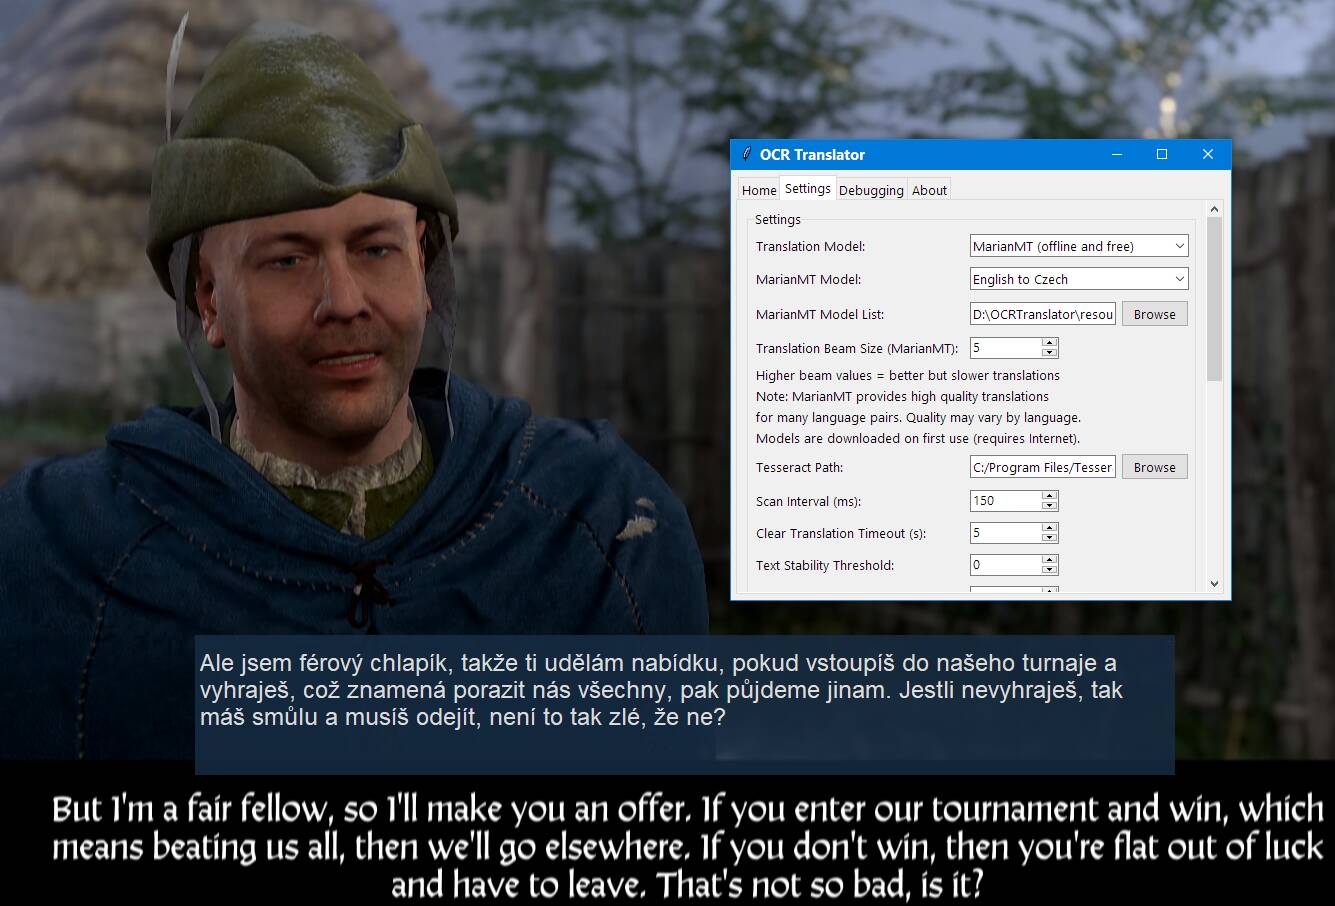 OCR Translator
Home Settings Debugging About
Settings
Translation Model: MarianMT (offline and free)
MarianMT Model: English to Czech
MarianMT Model List: D:\OCRTranslator\resou Browse
Translation Beam Size (MarianMT): 5
Higher beam values = better but slower translations
Note: MarianMT provides high quality translations
for many language pairs. Quality may vary by language.
Models are downloaded on first use (requires Internet).
Tesseract Path: C:/Program Files/Tesser Browse
Scan Interval (ms): 150
Clear Translation Timeout (s): 5
Text Stability Threshold: 0
Ale jsem férový chlapík, takže ti udělám nabídku, pokud vstoupíš do našeho turnaje a
vyhraješ, což znamená porazit nás všechny, pak půjdeme jinam. Jestli nevyhraješ, tak
máš smůlu a musíš odejít, není to tak zlé, že ne?
But I'm a fair fellow, so I'll make you an offer. If you enter our tournament and win, which
means beating us all, then we'll go elsewhere. If you don't win, then you're flat out of luck
and have to leave. That's not so bad, is it?